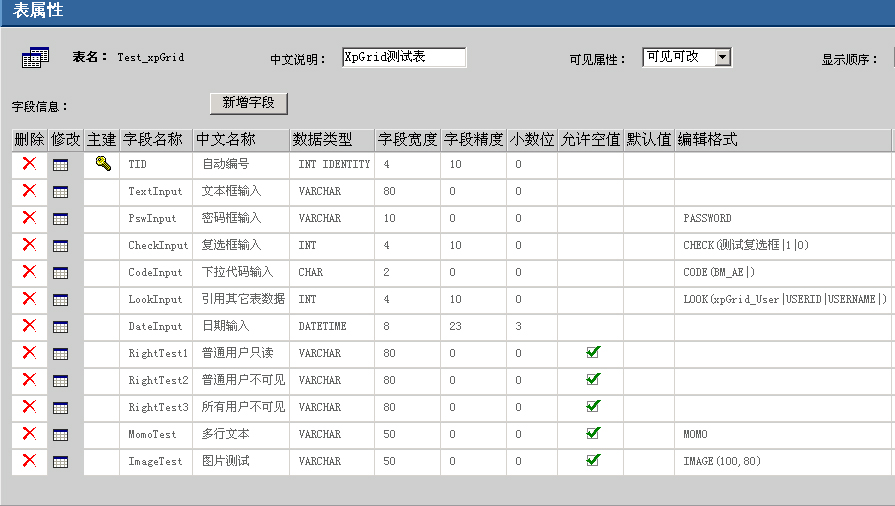 表属性
表名： Test_xpGrid 中文说明： XpGrid测试表 可见属性： 可见可改 显示顺序：
字段信息： 新增字段
删除 修改 主建 字段名称 中文名称 数据类型 字段宽度 字段精度 小数位 允许空值 默认值 编辑格式
TID 自动编号 INT IDENTITY 4 10 0
TextInput 文本框输入 VARCHAR 80 0 0
PswInput 密码框输入 VARCHAR 10 0 0 PASSWORD
CheckInput 复选框输入 INT 4 10 0 CHECK(测试复选框|1|0)
CodeInput 下拉代码输入 CHAR 2 0 0 CODE(BM_AE|)
LookInput 引用其它表数据 INT 4 10 0 LOOK(xpGrid_User|USERID|USERNAME|)
DateInput 日期输入 DATETIME 8 23 3
RightTest1 普通用户只读 VARCHAR 80 0 0
RightTest2 普通用户不可见 VARCHAR 80 0 0
RightTest3 所有用户不可见 VARCHAR 80 0 0
MomoTest 多行文本 VARCHAR 50 0 0 MOMO
ImageTest 图片测试 VARCHAR 50 0 0 IMAGE(100,80)